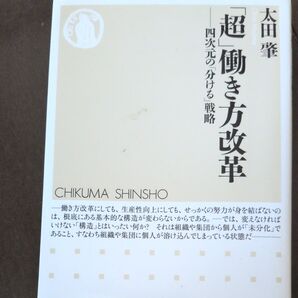 太田 肇
「超」働き方改革
――四次元の「分ける」戦略
CHIKUMA SHINSHO
――働き方改革にしても、生産性向上にしても、せっかくの努力が身を結ばないの
は、根底にある基本的な構造が変わらないからである。――では、変えなければ
いけない「構造」とはいったい何か？　それは組織や集団から個人が「未分化」で
あること、すなわち組織や集団に個人が溶け込んでしまっている状態だ――